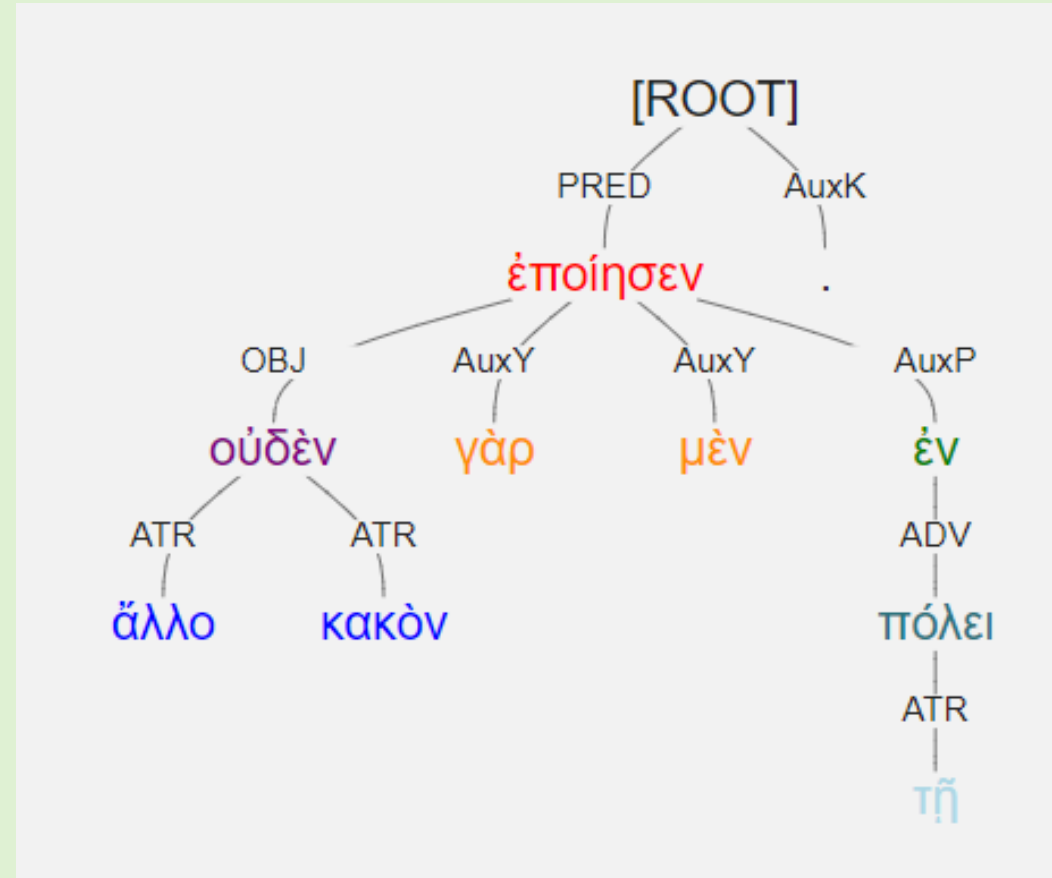 [ROOT]
PRED AuxK
ἐποίησεν .
OBJ AuxY AuxY AuxP
οὐδὲν γὰρ μὲν ἐν
ATR ATR ADV
ἄλλο κακὸν πόλει
ATR
τῇ